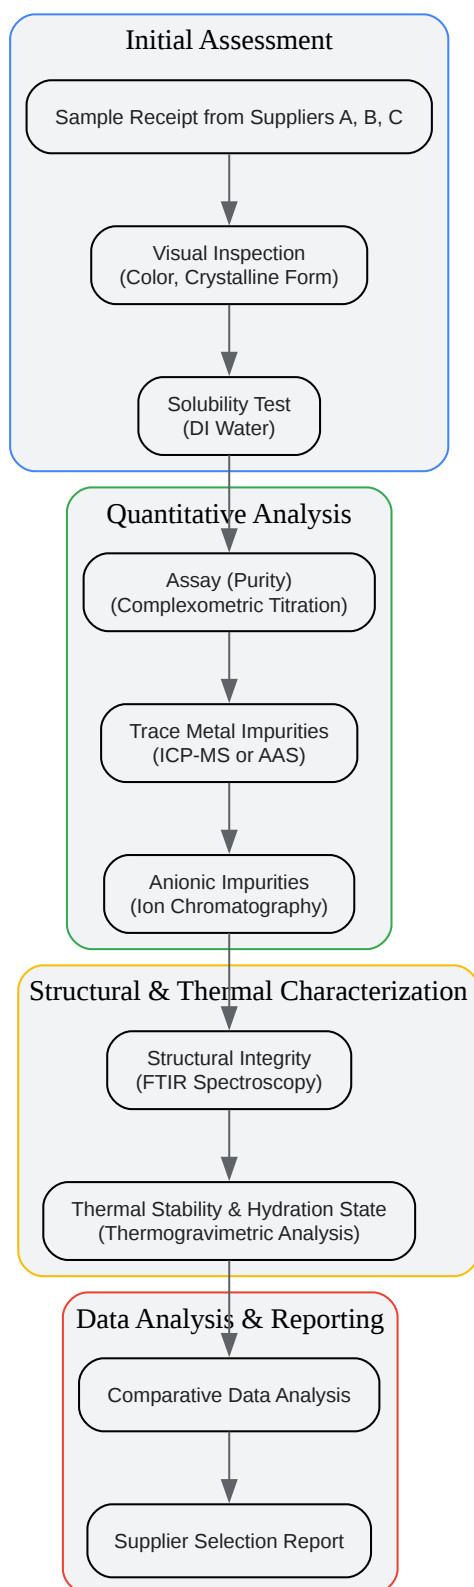 Initial Assessment
Sample Receipt from Suppliers A, B, C
Visual Inspection
(Color, Crystalline Form)
Solubility Test
(DI Water)
Quantitative Analysis
Assay (Purity)
(Complexometric Titration)
Trace Metal Impurities
(ICP-MS or AAS)
Anionic Impurities
(Ion Chromatography)
Structural & Thermal Characterization
Structural Integrity
(FTIR Spectroscopy)
Thermal Stability & Hydration State
(Thermogravimetric Analysis)
Data Analysis & Reporting
Comparative Data Analysis
Supplier Selection Report